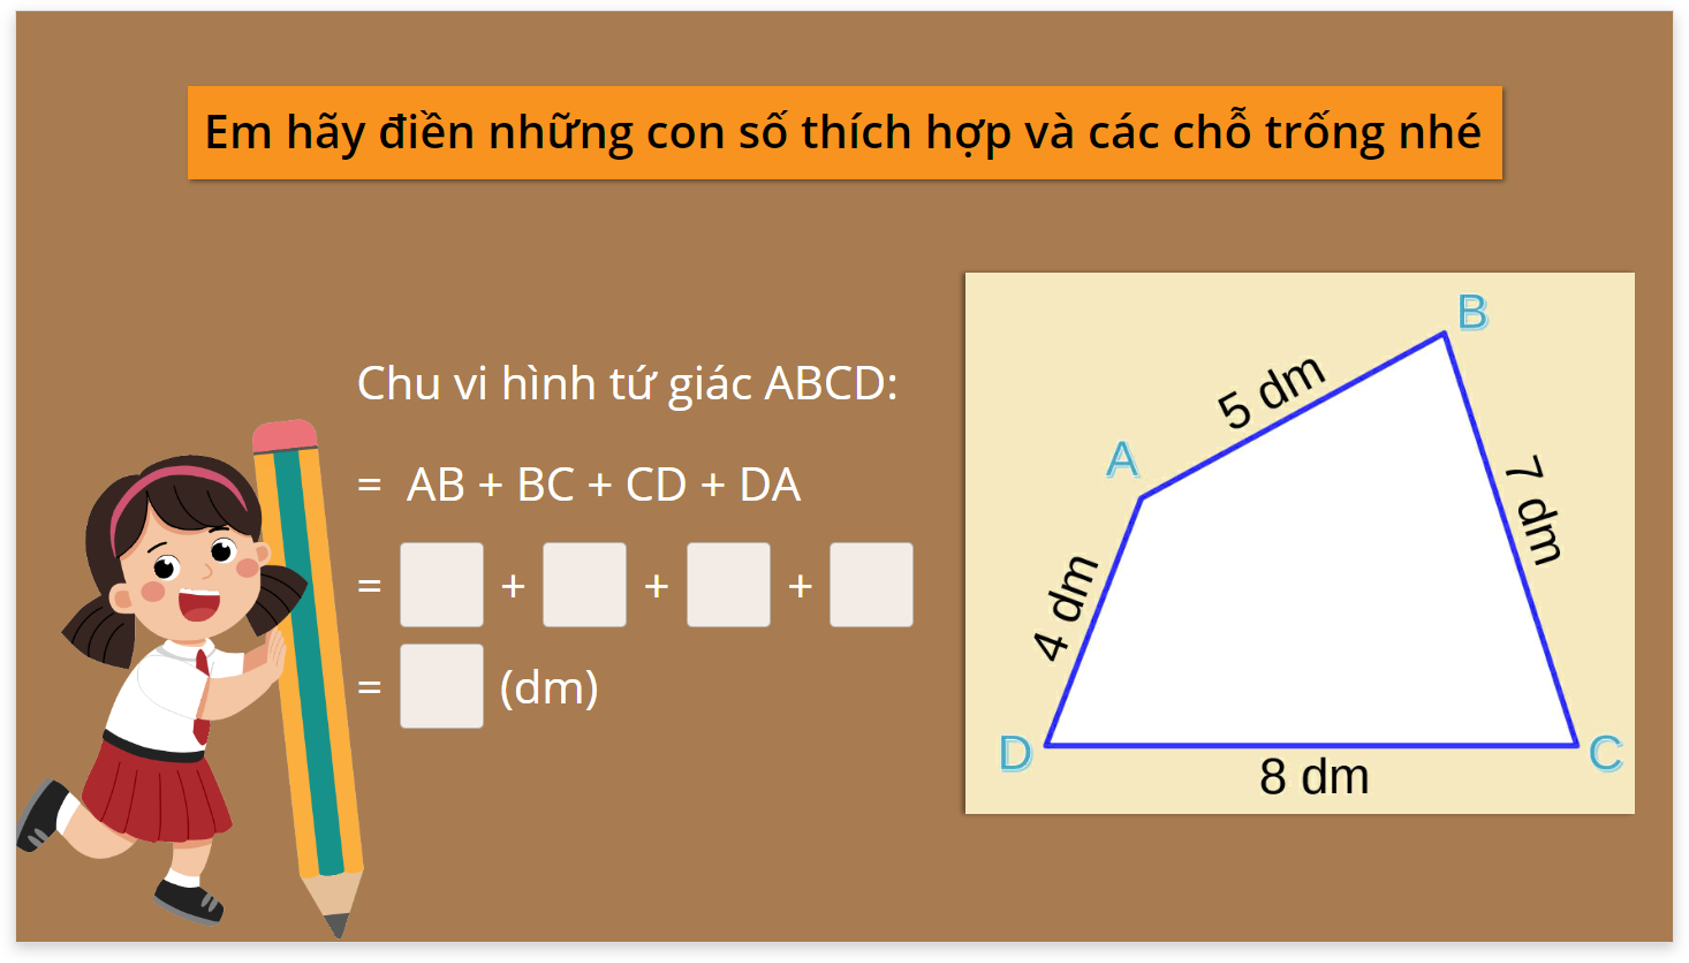 Em hãy điền những con số thích hợp và các chỗ trống nhé
Chu vi hình tứ giác ABCD:
= AB + BC + CD + DA
= + + +
= (dm)
B
5 dm
A
7 dm
4 dm
D
C
8 dm